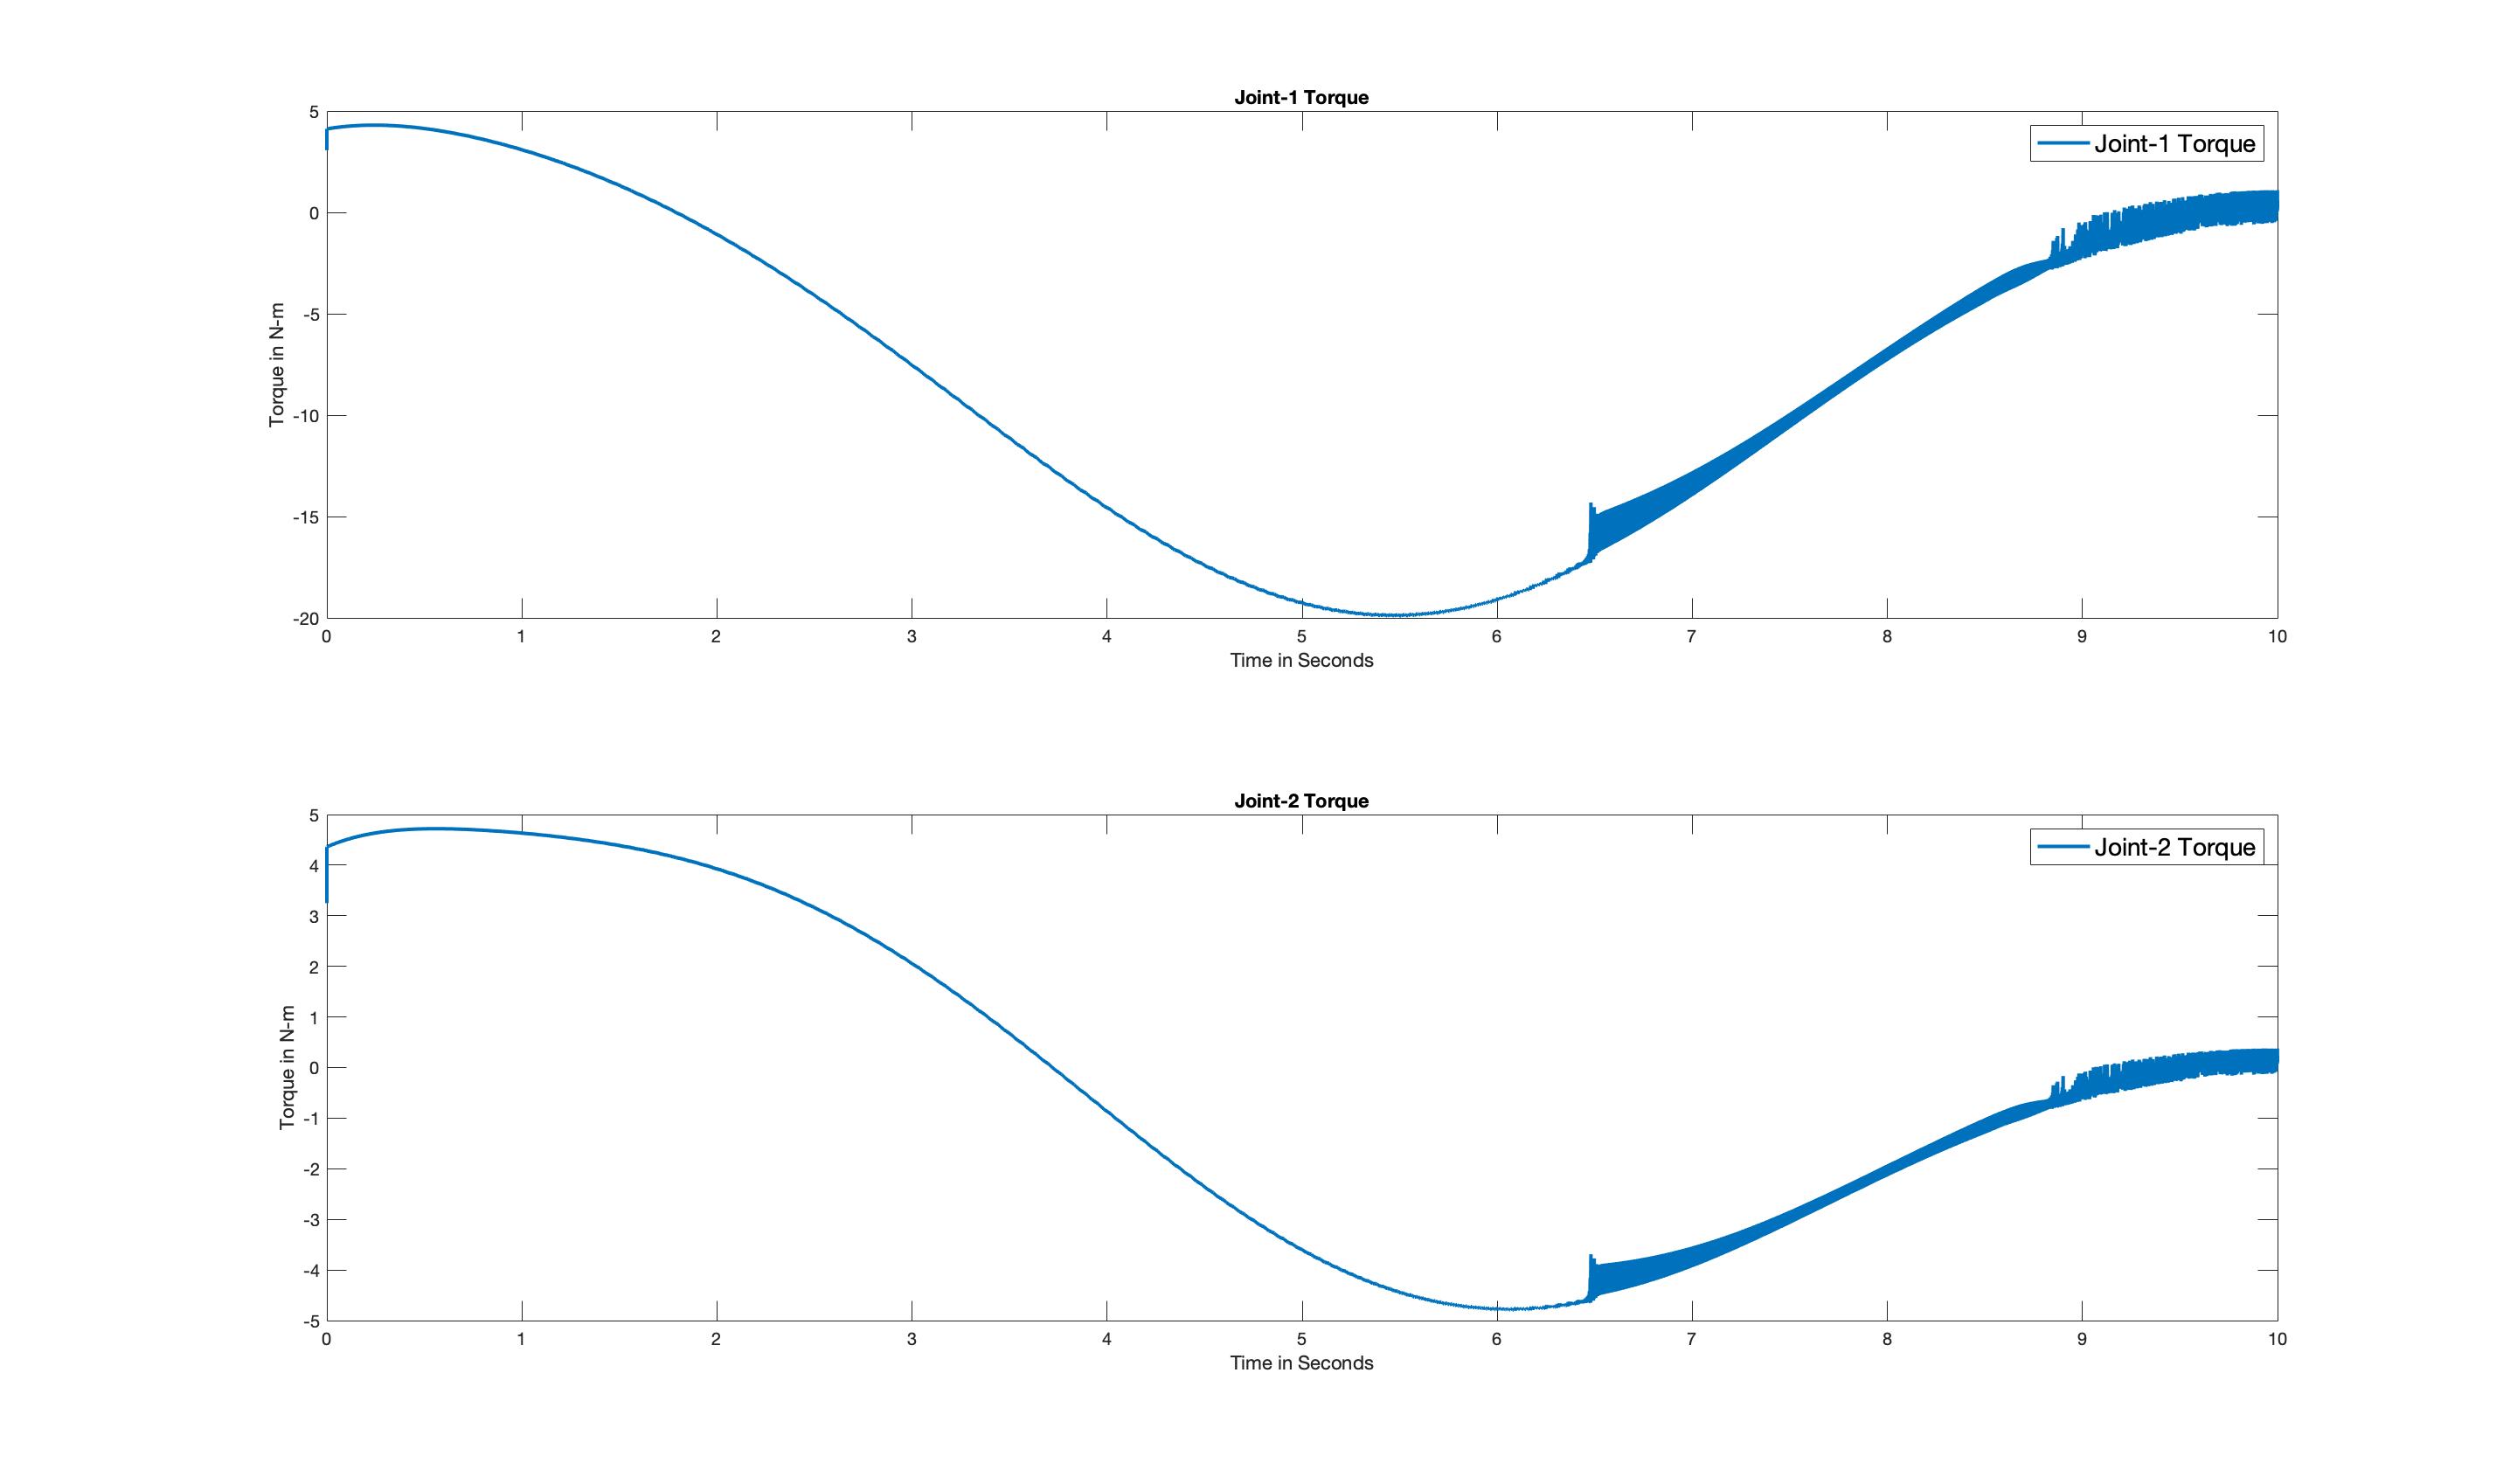 Joint-1 Torque
5
0
-5
-10
-15
-20
Torque in N-m
Joint-1 Torque
0 1 2 3 4 5 6 7 8 9 10
Time in Seconds
Joint-2 Torque
5
4
3
2
1
0
-1
-2
-3
-4
-5
Torque in N-m
Joint-2 Torque
0 1 2 3 4 5 6 7 8 9 10
Time in Seconds